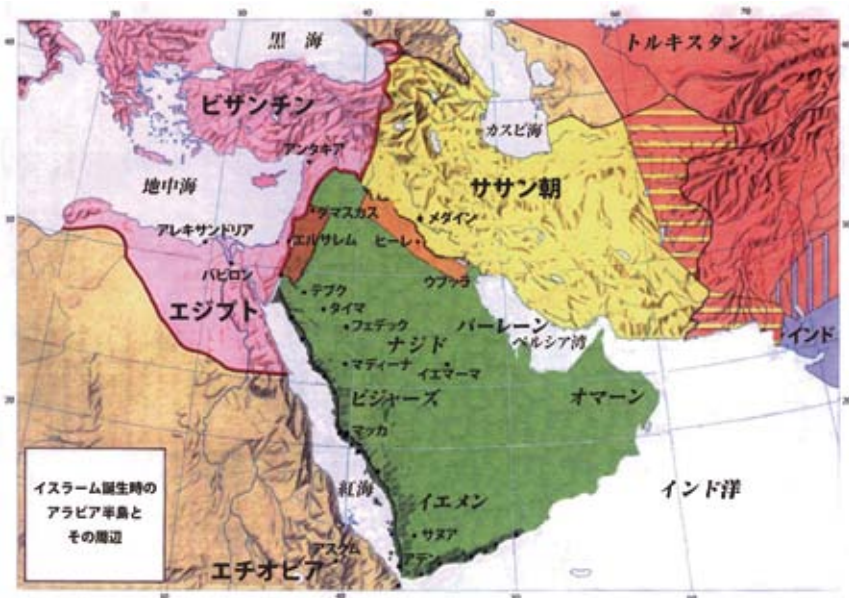 黒海
トルキスタン
ビザンチン
カスピ海
アンタキア
ササン朝
地中海
ダマスカス
メダイン
アレキサンドリア
エルサレム
ヒーレ
バビロン
ウブッラ
エジプト
テブク
タイマ
フェデック
バーレーン
インド
ナジド
ペルシア湾
マディーナ
イエマーマ
ビジャーズ
オマーン
マッカ
イスラーム誕生時の
アラビア半島と
その周辺
紅海
イエメン
インド洋
サヌア
アスクム
アデン
エチオピア